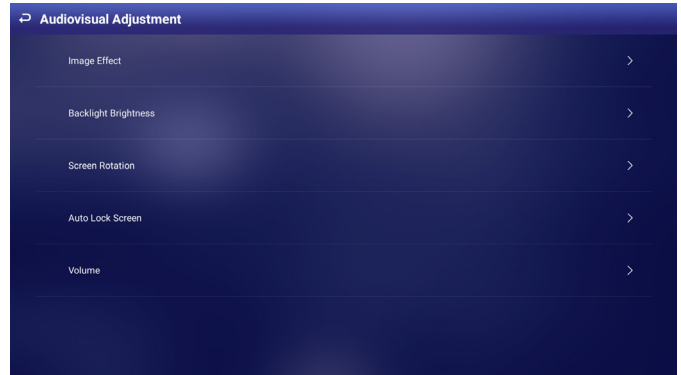 Audiovisual Adjustment
Image Effect
Backlight Brightness
Screen Rotation
Auto Lock Screen
Volume